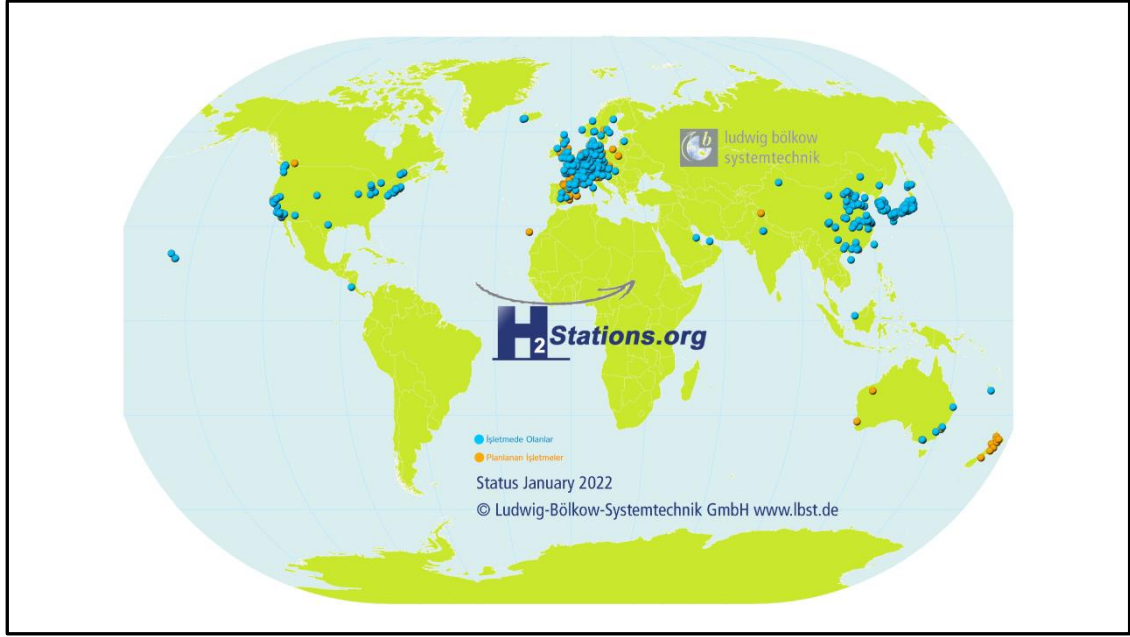 ludwig bölkow
systemtechnik
H2Stations.org
İşletmede Olanlar
Planlanan İşletmeler
Status January 2022
© Ludwig-Bölkow-Systemtechnik GmbH www.lbst.de